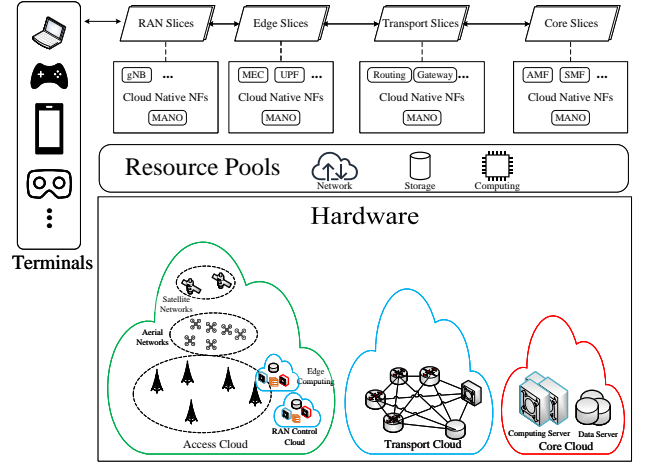 RAN Slices
Edge Slices
Transport Slices
Core Slices
gNB
...
MEC
UPF
...
Routing
Gateway
...
AMF
SMF
...
Cloud Native NFs
Cloud Native NFs
Cloud Native NFs
Cloud Native NFs
MANO
MANO
MANO
MANO
Resource Pools
Network
Storage
Computing
Terminals
Hardware
Satellite
Networks
Aerial
Networks
Edge
Computing
RAN Control
Cloud
Access Cloud
Transport Cloud
Computing Server
Data Server
Core Cloud